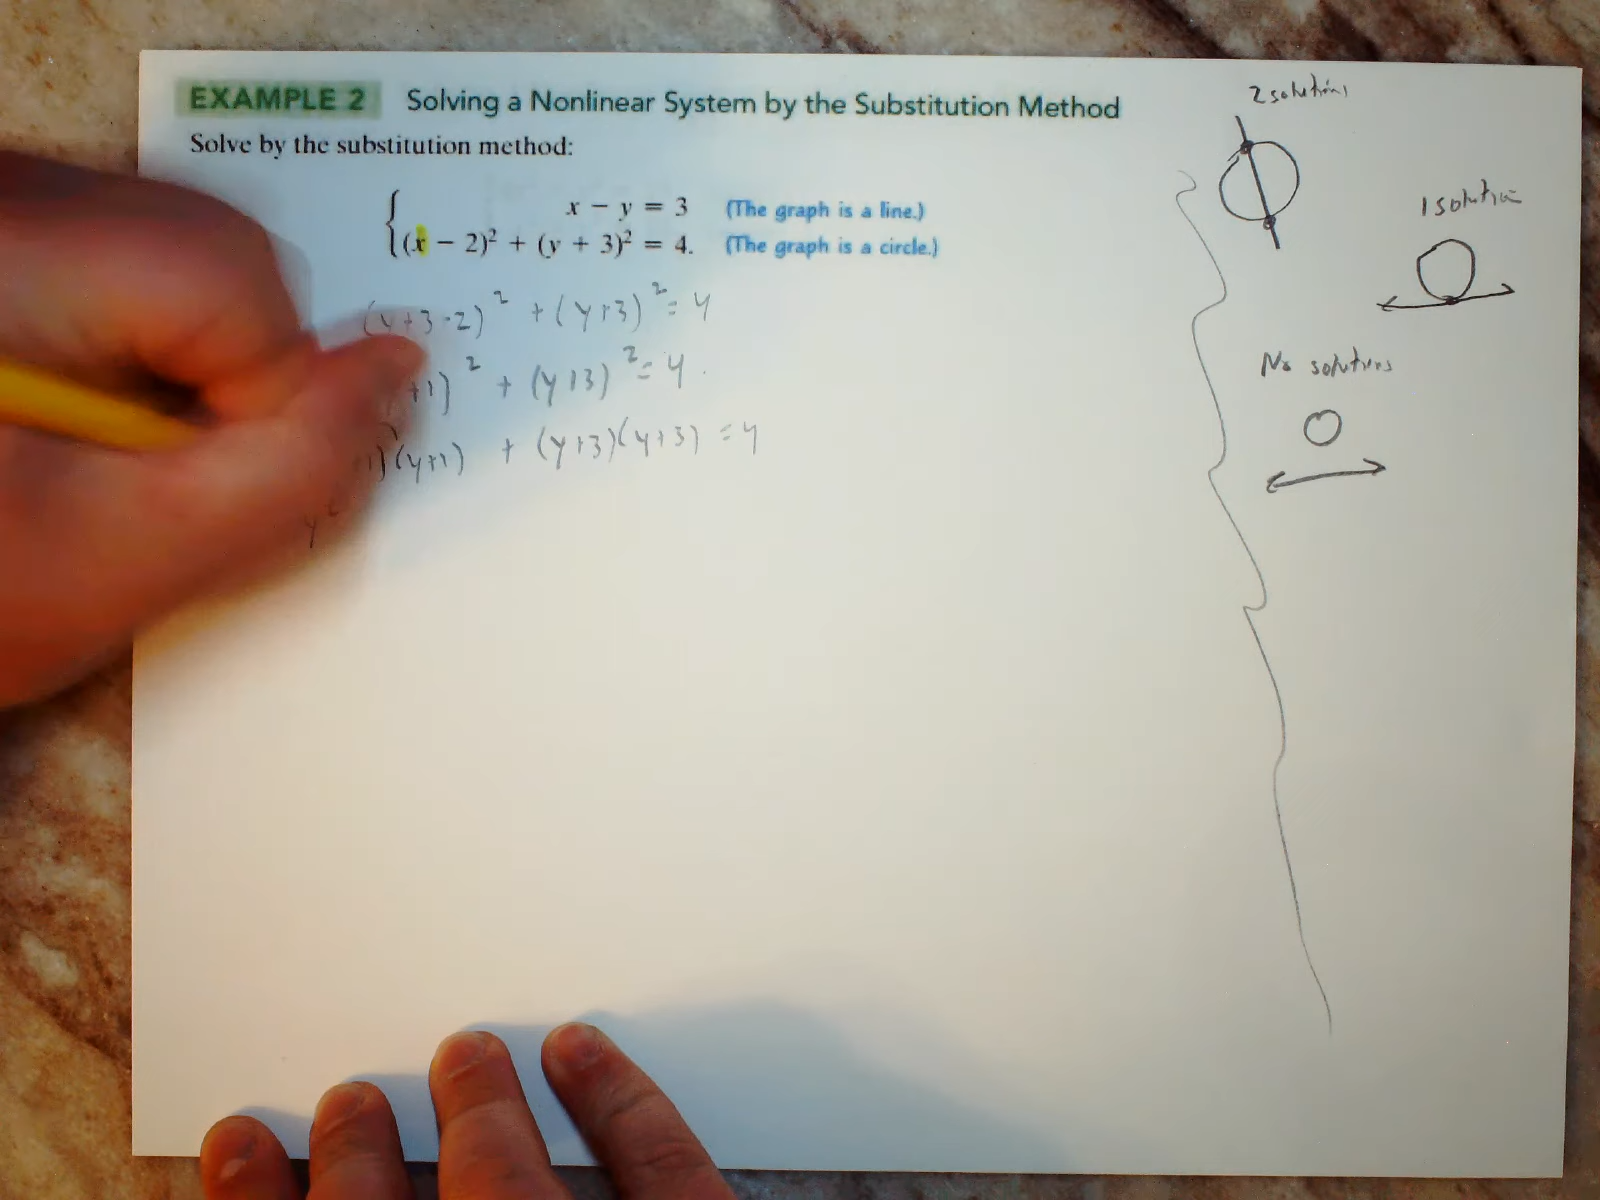 EXAMPLE 2 Solving a Nonlinear System by the Substitution Method
Solve by the substitution method:
x − y = 3 (The graph is a line.)
(x − 2)² + (y + 3)² = 4. (The graph is a circle.)
(y+3-2)² + (y+3)² = 4
+1)² + (y+3)² = 4.
1)(y+1) + (y+3)(y+3) = 4
y²
2 solutions
1 solution
No solutions